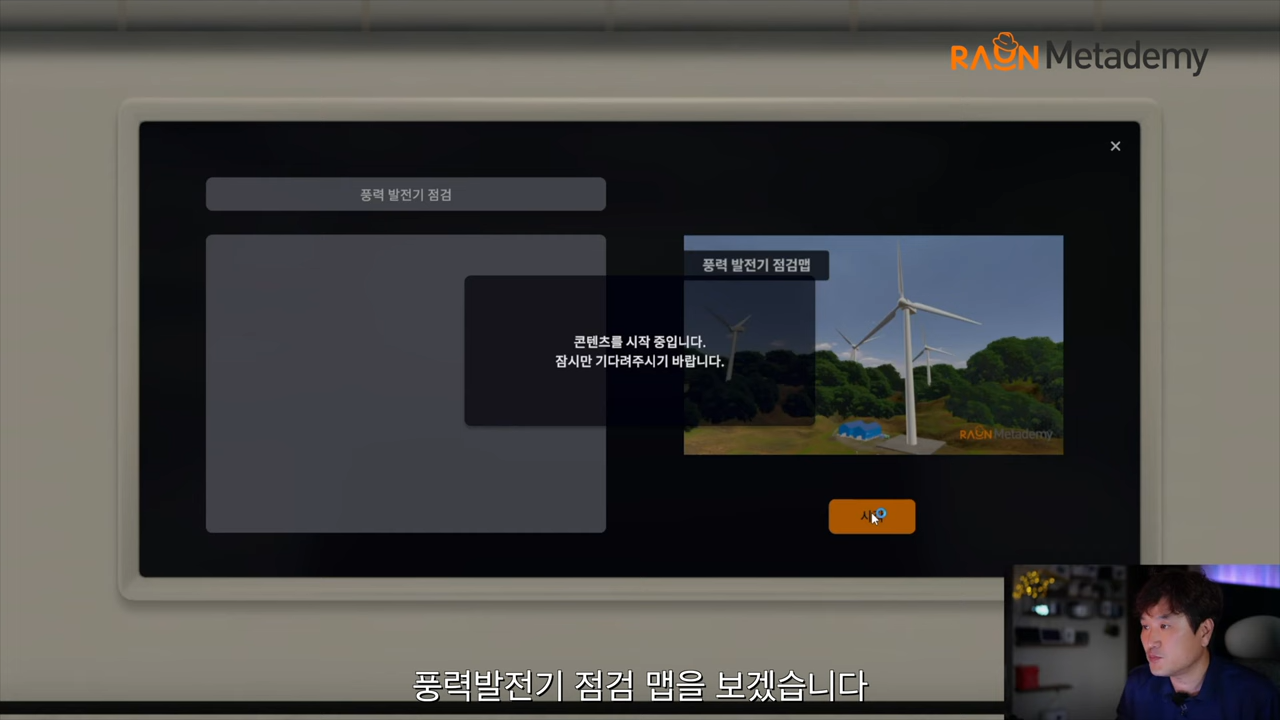 RAON Metademy
풍력 발전기 점검
풍력 발전기 점검맵
콘텐츠를 시작 중입니다.
잠시만 기다려주시기 바랍니다.
RAON Metademy
풍력발전기 점검 맵을 보겠습니다